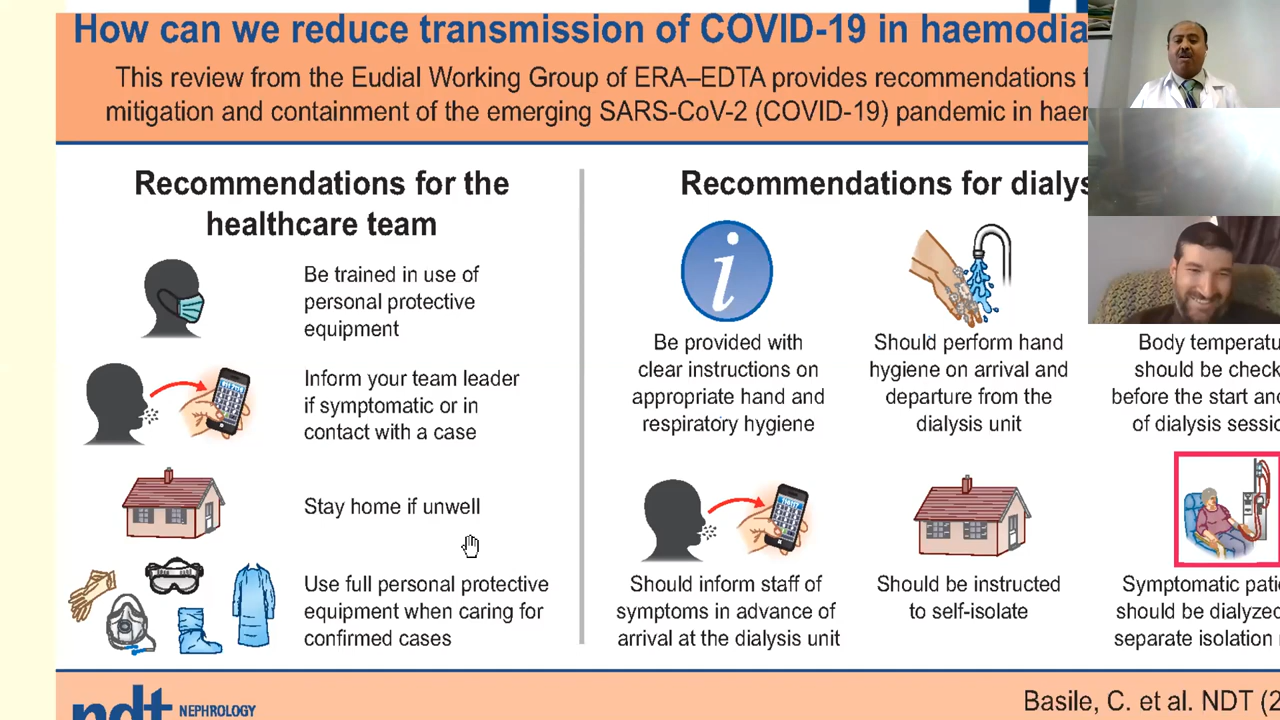 How can we reduce transmission of COVID-19 in haemodia
This review from the Eudial Working Group of ERA–EDTA provides recommendations f
mitigation and containment of the emerging SARS-CoV-2 (COVID-19) pandemic in haer
Recommendations for the
healthcare team
Be trained in use of
personal protective
equipment
Inform your team leader
if symptomatic or in
contact with a case
Stay home if unwell
Use full personal protective
equipment when caring for
confirmed cases
Recommendations for dialys
i
Be provided with
clear instructions on
appropriate hand and
respiratory hygiene
Should perform hand
hygiene on arrival and
departure from the
dialysis unit
Body temperatu
should be check
before the start and
of dialysis sessio
Should inform staff of
symptoms in advance of
arrival at the dialysis unit
Should be instructed
to self-isolate
Symptomatic patie
should be dialyzed
separate isolation
ndt NEPHROLOGY
Basile, C. et al. NDT (2